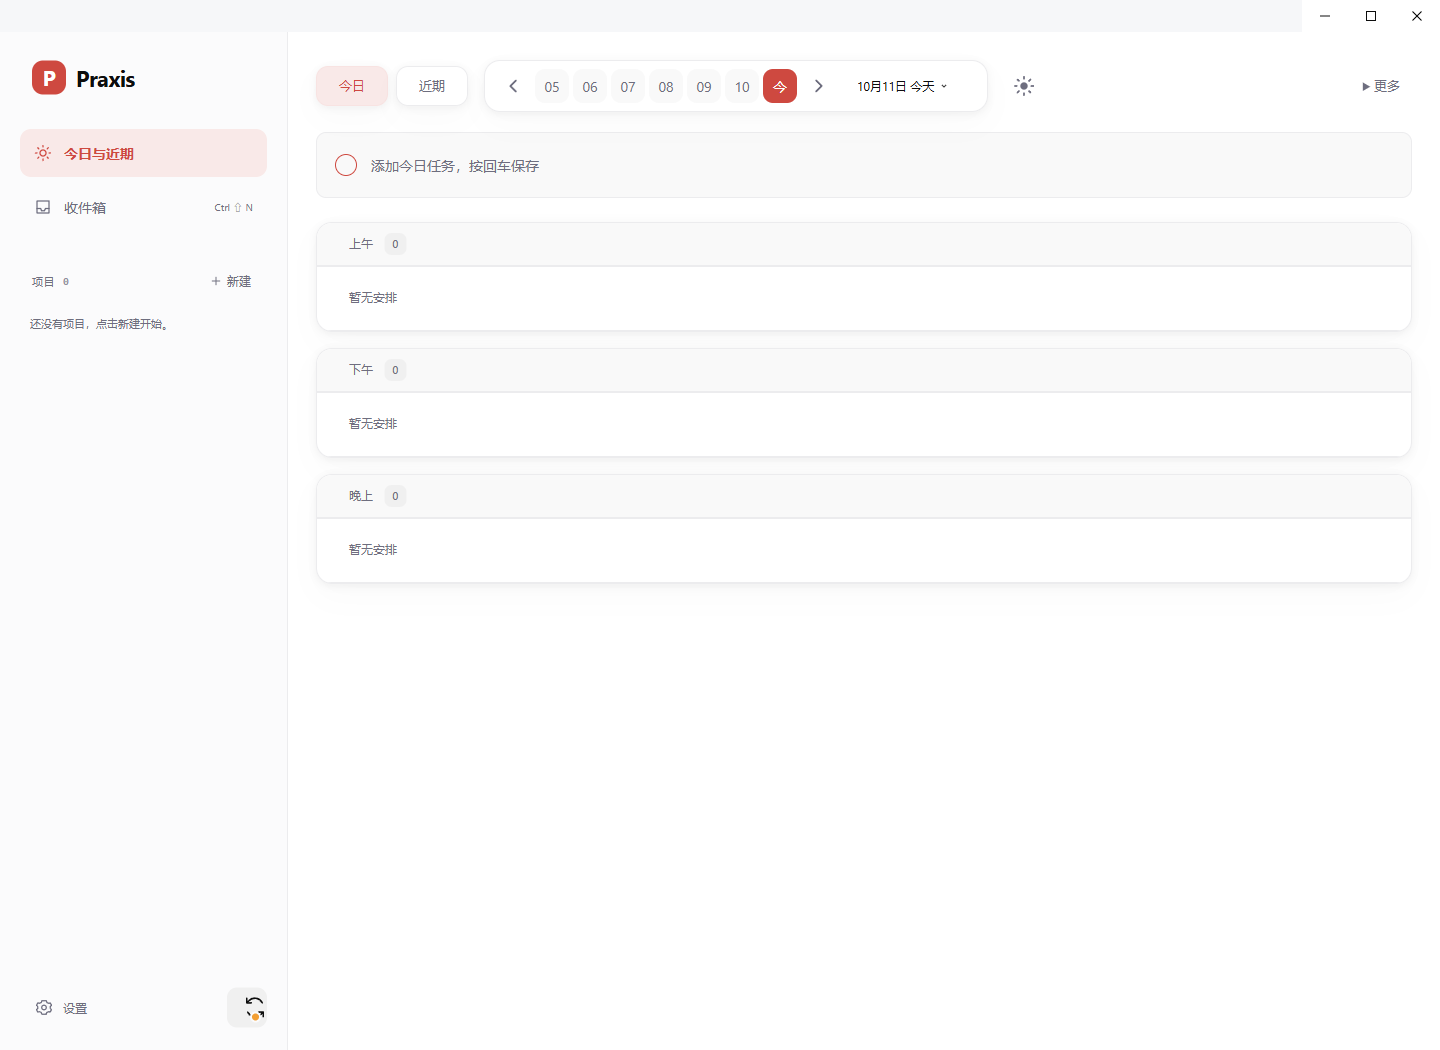 P Praxis
今日与近期
收件箱 Ctrl ⇧ N
项目 0 + 新建
还没有项目，点击新建开始。
设置
今日 近期 05 06 07 08 09 10 今 10月11日 今天 更多
添加今日任务，按回车保存
上午 0
暂无安排
下午 0
暂无安排
晚上 0
暂无安排